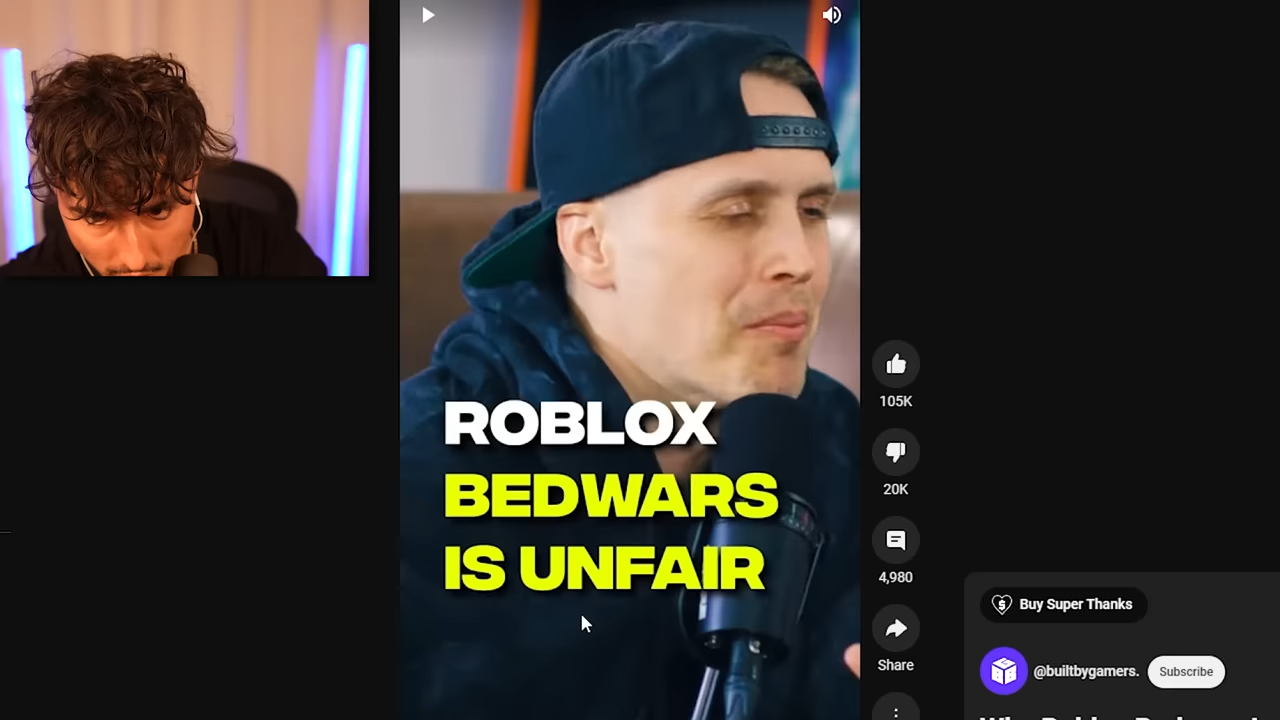 ROBLOX
BEDWARS
IS UNFAIR
105K
20K
4,980
Share
Buy Super Thanks
@builtbygamers.
Subscribe